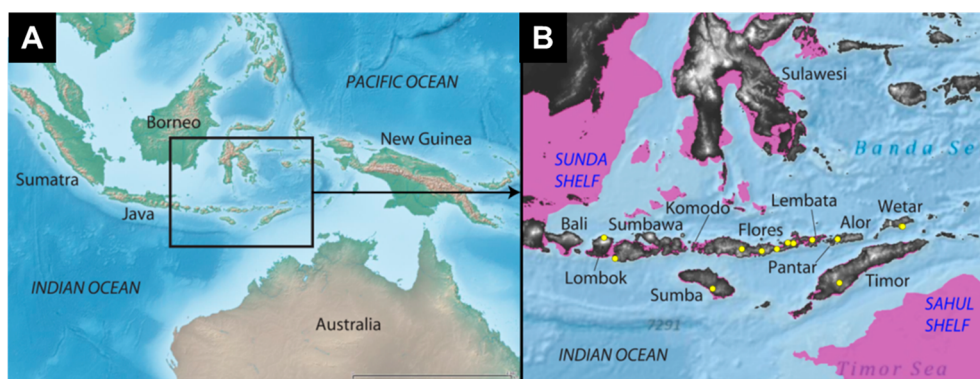 A
PACIFIC OCEAN
Borneo
New Guinea
Sumatra
Java
INDIAN OCEAN
Australia
B
Sulawesi
SUNDA
SHELF
Banda Se
Komodo
Lembata
Wetar
Bali
Sumbawa
Flores
Alor
Lombok
Pantar
Sumba
Timor
SAHUL
SHELF
7291
INDIAN OCEAN
Timor Sea